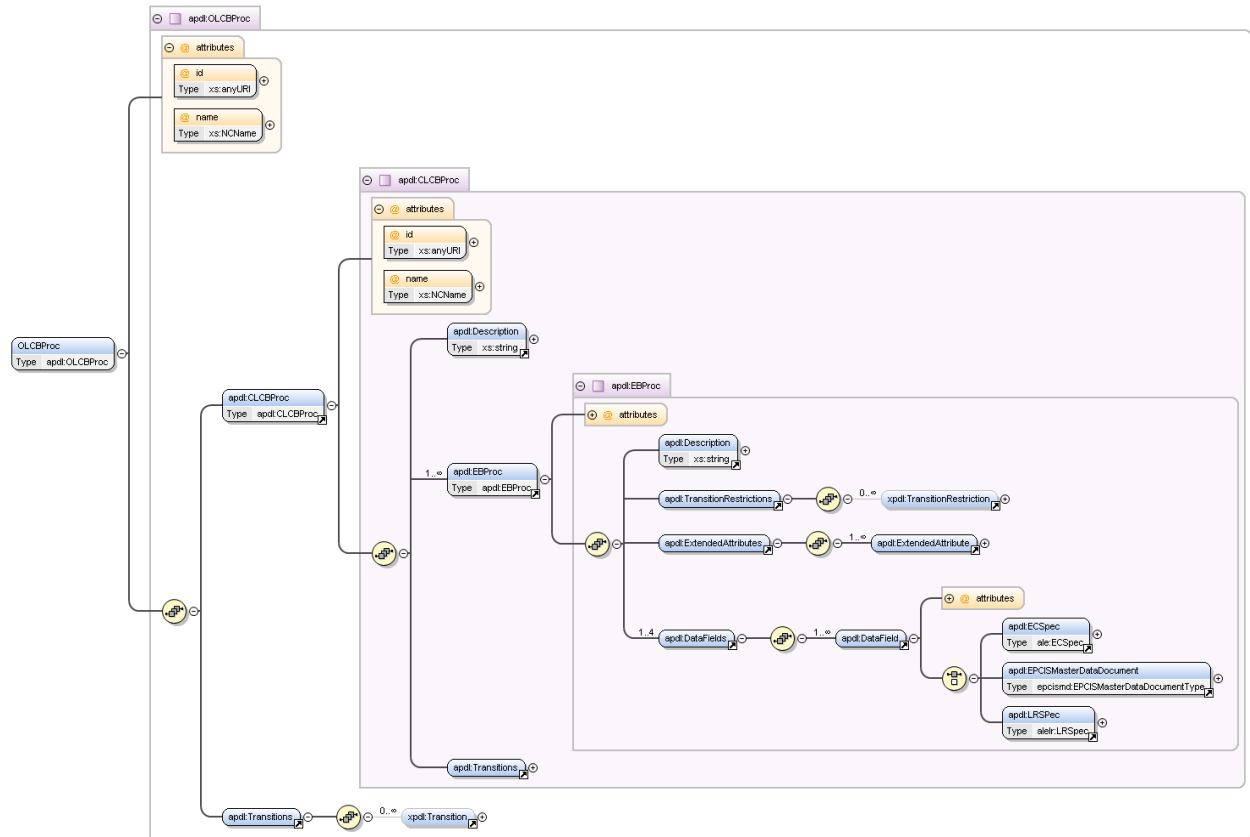 apdl:OLCBProc
@ attributes
@ id
Type xs:anyURI
@ name
Type xs:NCName
apdl:CLCBProc
@ attributes
@ id
Type xs:anyURI
@ name
Type xs:NCName
OLCBProc
Type apdl:OLCBProc
apdl:CLCBProc
Type apdl:CLCBProc
apdl:Description
Type xs:string
1..∞
apdl:EBProc
Type apdl:EBProc
apdl:EBProc
@ attributes
apdl:Description
Type xs:string
apdl:TransitionRestrictions
0..∞
xpdl:TransitionRestriction
apdl:ExtendedAttributes
1..∞
apdl:ExtendedAttribute
1..4
apdl:DataFields
1..∞
apdl:DataField
@ attributes
apdl:ECSpec
Type ale:ECSpec
apdl:EPCISMasterDataDocument
Type epcismd:EPCISMasterDataDocumentType
apdl:LRSPec
Type alelr:LRSpec
apdl:Transitions
apdl:Transitions
0..∞
xpdl:Transition